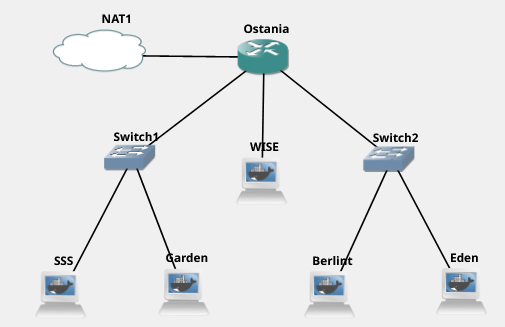 NAT1
Ostania
Switch1
WISE
Switch2
SSS
Garden
Berlint
Eden